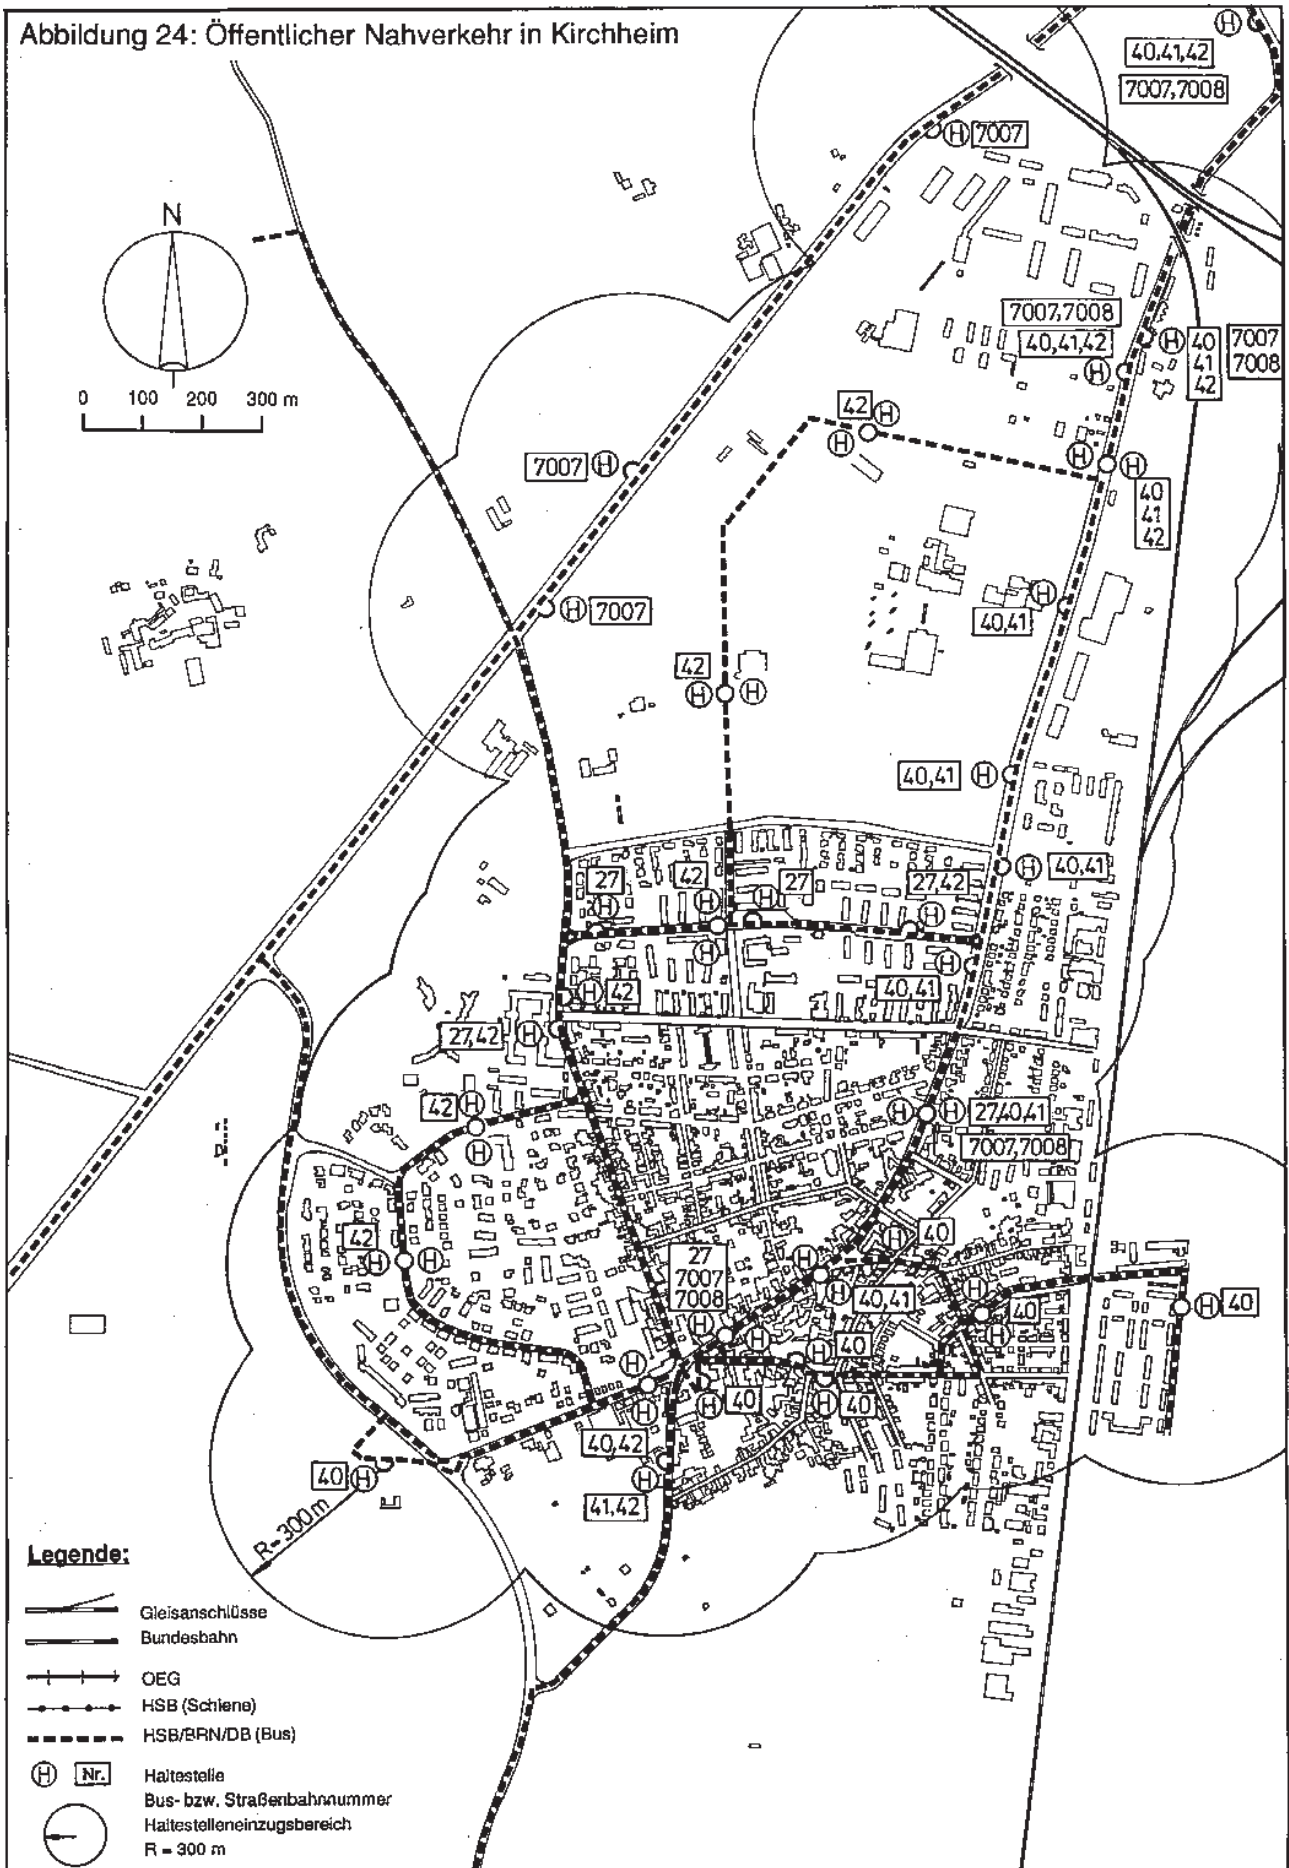 Abbildung 24: Öffentlicher Nahverkehr in Kirchheim
H
40,41,42
7007,7008
H 7007
N
0 100 200 300 m
7007,7008
40,41,42
H
H
40
41
42
7007
7008
42 H
H
7007 H
H H
40
41
42
H 7007
H
40,41
42
H H
40,41 H
H 40,41
27
H
42
H
H
27
H
27,42
H
H
40,41
H 42
27,42 H
42 H
H
H H 27,40,41
7007,7008
42
H H
27
7007
7008
H
H
H
H
40,41
H
40
H
40
H
H 40
H
H
H 40
H 40
H 40
40,42
H
41,42
40 H
R = 300m
Legende:
Gleisanschlüsse
Bundesbahn
OEG
HSB (Schiene)
HSB/BRN/DB (Bus)
H Nr. Haltestelle
Bus- bzw. Straßenbahnnummer
Haltestelleneinzugsbereich
R = 300 m